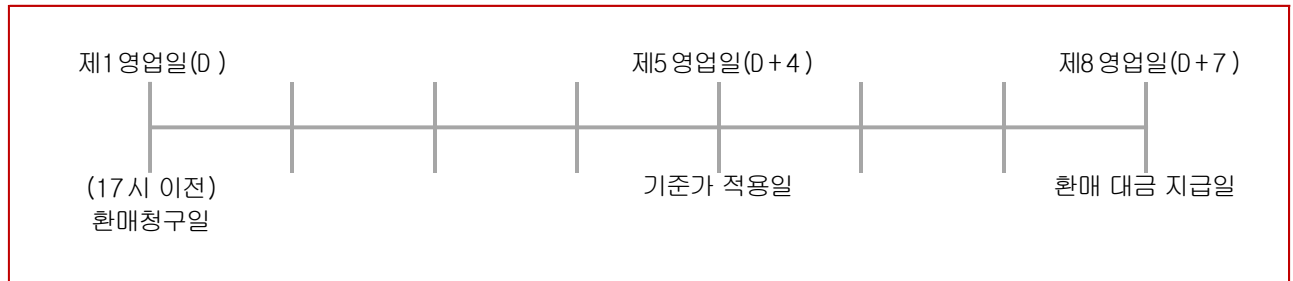 제1영업일(D)
제5영업일(D+4)
제8영업일(D+7)
(17시 이전)
환매청구일
기준가 적용일
환매 대금 지급일